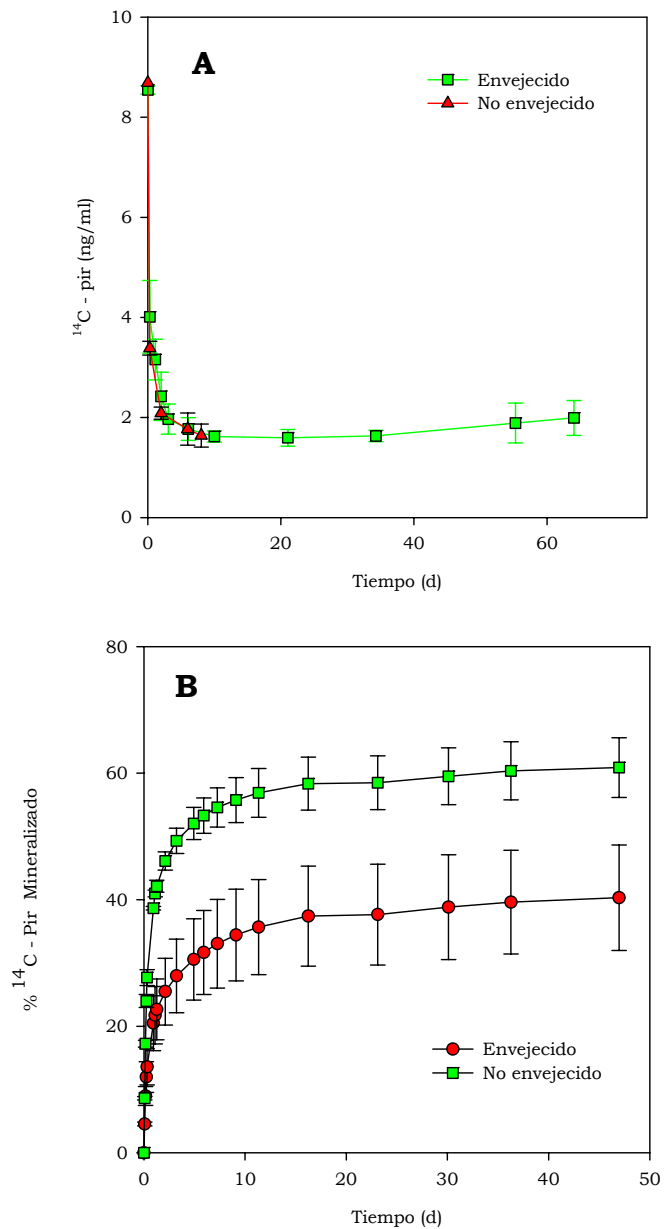 10
A
Envejecido
No envejecido
8
6
4
2
0
¹⁴C - pir (ng/ml)
0 20 40 60
Tiempo (d)
80
B
60
40
20
0
% ¹⁴C - Pir Mineralizado
Envejecido
No envejecido
0 10 20 30 40 50
Tiempo (d)